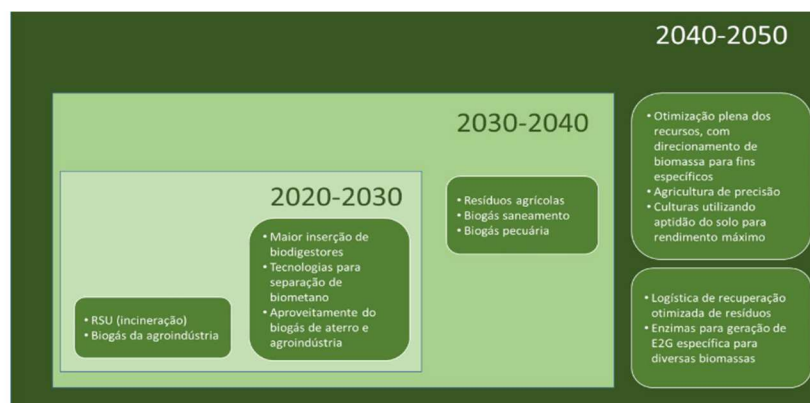 2040-2050
• Otimização plena dos
recursos, com
direcionamento de
biomassa para fins
específicos
• Agricultura de precisão
• Culturas utilizando
aptidão do solo para
rendimento máximo
• Logística de recuperação
otimizada de resíduos
• Enzimas para geração de
E2G específica para
diversas biomassas
2030-2040
• Resíduos agrícolas
• Biogás saneamento
• Biogás pecuária
2020-2030
• Maior inserção de
biodigestores
• Tecnologias para
separação de
biometano
• Aproveitamento do
biogás de aterro e
agroindústria
• RSU (incineração)
• Biogás da agroindústria